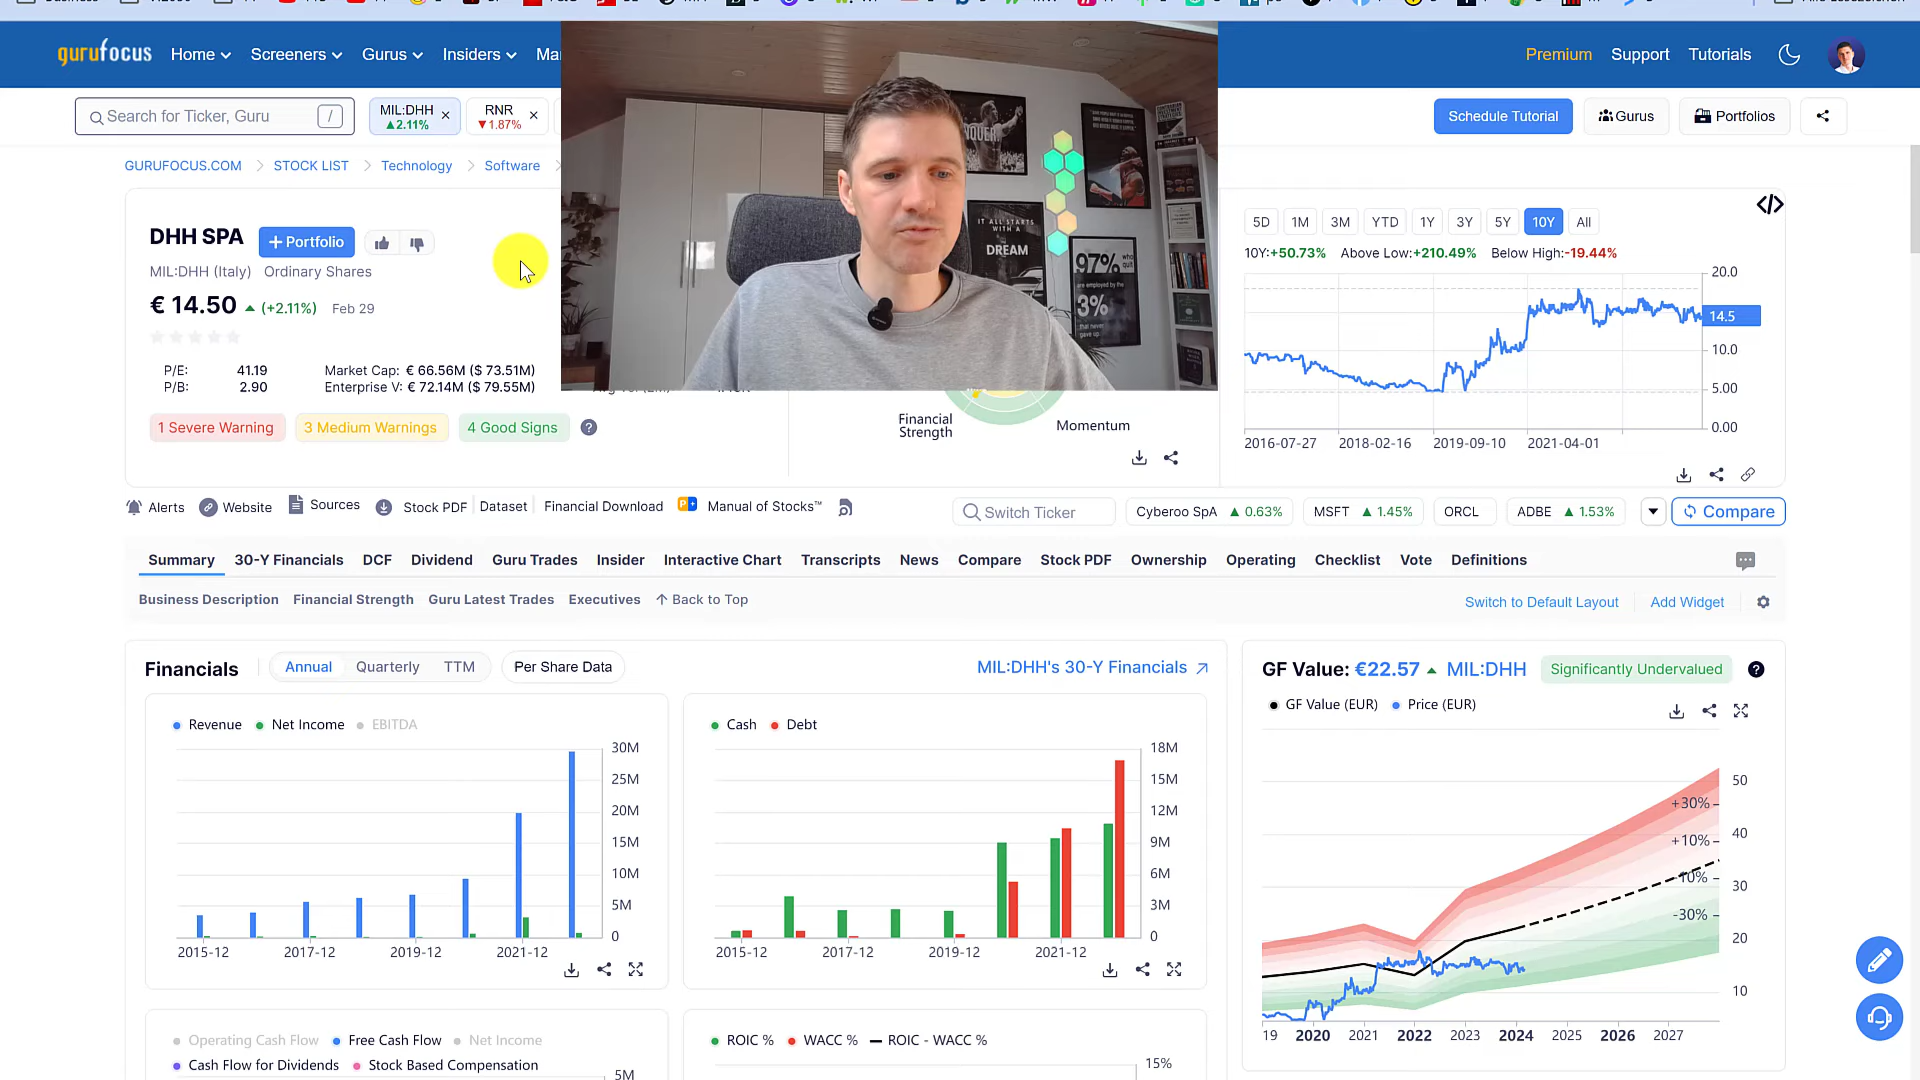 gurufocus Home Screeners Gurus Insiders Premium Support Tutorials
Search for Ticker, Guru / MIL:DHH × RNR × Schedule Tutorial Gurus Portfolios
▲2.11% ▼1.87%
GURUFOCUS.COM STOCK LIST Technology Software
DHH SPA +Portfolio
MIL:DHH (Italy) Ordinary Shares
€ 14.50 ▲ (+2.11%) Feb 29
P/E: 41.19 Market Cap: € 66.56M ($ 73.51M)
P/B: 2.90 Enterprise V: € 72.14M ($ 79.55M)
1 Severe Warning 3 Medium Warnings 4 Good Signs ?
IT ALL STARTS
WITH A
DREAM
97% who
quit
are employed by the
3%
that never
gave up.
Financial
Strength
Momentum
5D 1M 3M YTD 1Y 3Y 5Y 10Y All
10Y:+50.73% Above Low:+210.49% Below High:-19.44%
20.0
14.5
10.0
5.00
0.00
2016-07-27 2018-02-16 2019-09-10 2021-04-01
Alerts Website Sources Stock PDF Dataset Financial Download Manual of Stocks™ Switch Ticker Cyberoo SpA ▲ 0.63% MSFT ▲ 1.45% ORCL ADBE ▲ 1.53% Compare
Summary 30-Y Financials DCF Dividend Guru Trades Insider Interactive Chart Transcripts News Compare Stock PDF Ownership Operating Checklist Vote Definitions
Business Description Financial Strength Guru Latest Trades Executives ↑ Back to Top Switch to Default Layout Add Widget
Financials Annual Quarterly TTM Per Share Data MIL:DHH's 30-Y Financials
Revenue Net Income EBITDA
30M
25M
20M
15M
10M
5M
0
2015-12 2017-12 2019-12 2021-12
Cash Debt
18M
15M
12M
9M
6M
3M
0
2015-12 2017-12 2019-12 2021-12
GF Value: €22.57 ▲ MIL:DHH Significantly Undervalued ?
GF Value (EUR) Price (EUR)
50
+30%
40
+10%
-10%
30
-30%
20
10
19 2020 2021 2022 2023 2024 2025 2026 2027
Operating Cash Flow Free Cash Flow Net Income
Cash Flow for Dividends Stock Based Compensation
5M
ROIC % WACC % ROIC - WACC %
15%